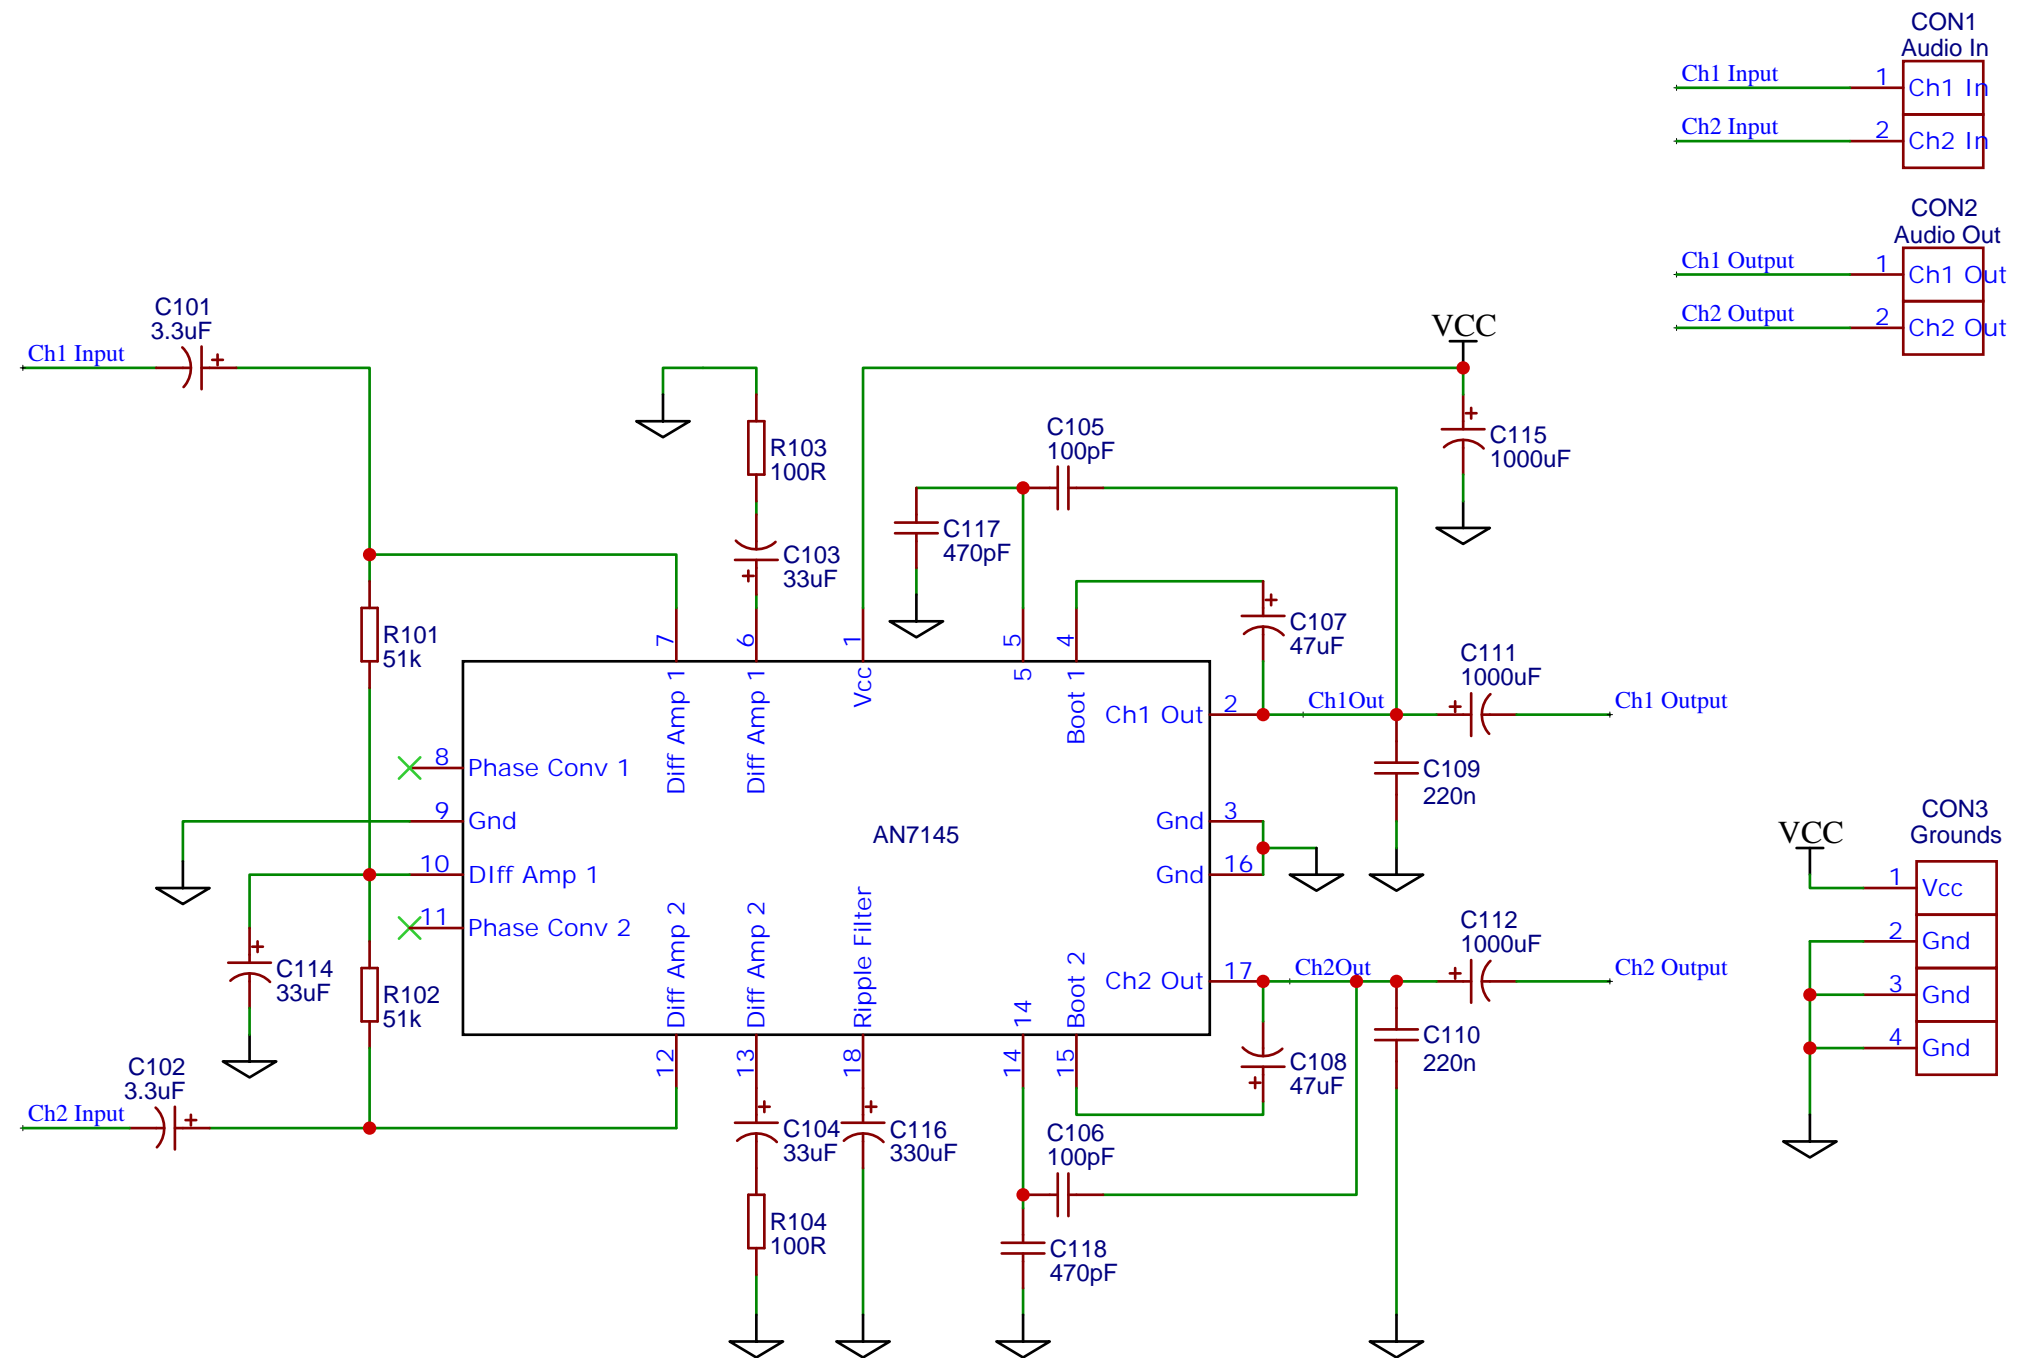 CON1
Audio In
Ch1 Input
1
Ch1 In
Ch2 Input
2
Ch2 In
CON2
Audio Out
Ch1 Output
1
Ch1 Out
Ch2 Output
2
Ch2 Out
C101
3.3uF
Ch1 Input
+
VCC
R103
100R
C105
100pF
+
C115
1000uF
C117
470pF
C103
33uF
+
+
C107
47uF
R101
51k
7
6
1
5
4
Diff Amp 1
Diff Amp 1
Vcc
5
Boot 1
C111
1000uF
Ch1 Out
2
Ch1Out
+
Ch1 Output
8
Phase Conv 1
C109
220n
9
Gnd
AN7145
Gnd
3
10
DIff Amp 1
Gnd
16
11
Phase Conv 2
VCC
CON3
Grounds
1
Vcc
2
Gnd
3
Gnd
4
Gnd
+
C114
33uF
R102
51k
Diff Amp 2
Diff Amp 2
Ripple Filter
14
Boot 2
C112
1000uF
Ch2 Out
17
Ch2Out
+
Ch2 Output
C110
220n
12
13
18
14
15
C108
47uF
+
C102
3.3uF
Ch2 Input
+
+
C104
33uF
+
C116
330uF
C106
100pF
R104
100R
C118
470pF